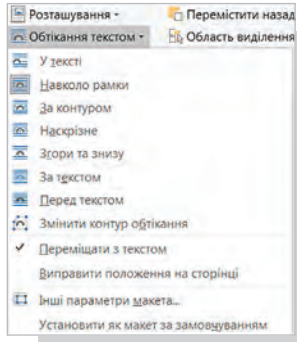 Розташування
Перемістити назад
Обтікання текстом
Область виділення
У тексті
Навколо рамки
За контуром
Наскрізне
Згори та знизу
За текстом
Перед текстом
Змінити контур обтікання
Переміщати з текстом
Виправити положення на сторінці
Інші параметри макета...
Установити як макет за замовчуванням